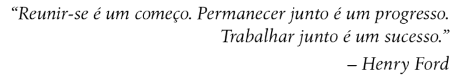 “Reunir-se é um começo. Permanecer junto é um progresso.
Trabalhar junto é um sucesso.”
– Henry Ford